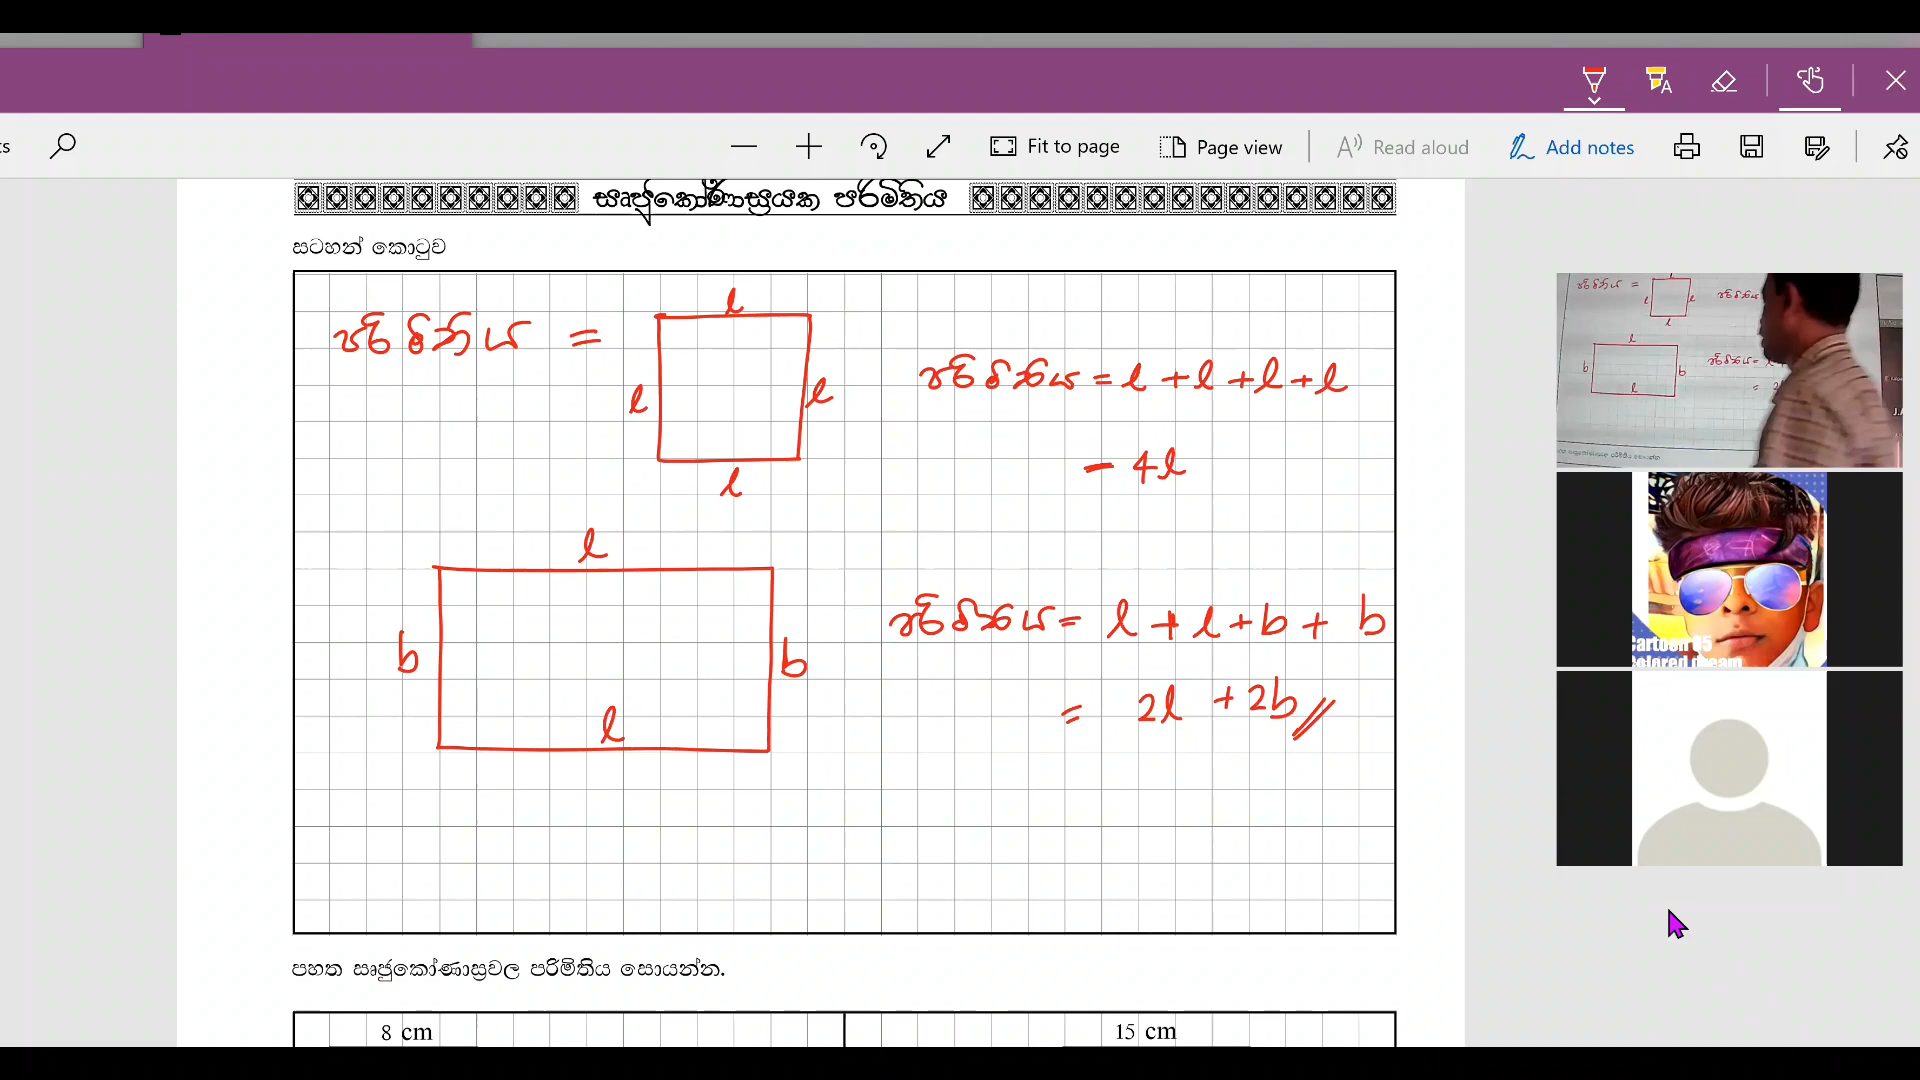 Fit to page
Page view
Read aloud
Add notes
සෘජුකෝණාස්‍රයක පරිමිතිය
සටහන් කොටුව
පරිමිතිය =
l
l
l
l
පරිමිතිය = l + l + l + l
- 4l
l
b
b
l
පරිමිතිය = l + l + b + b
= 2l + 2b //
පහත සෘජුකෝණාස්‍රවල පරිමිතිය සොයන්න.
8 cm
15 cm